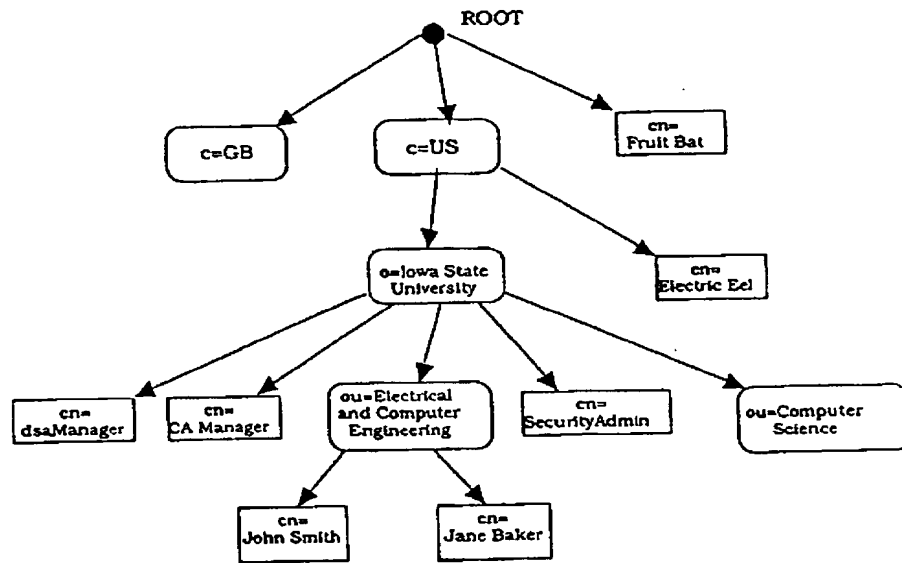 ROOT
c=GB
c=US
cn=
Fruit Bat
o=Iowa State
University
cn=
Electric Eel
cn=
dsaManager
cn=
CA Manager
ou=Electrical
and Computer
Engineering
cn=
SecurityAdmin
ou=Computer
Science
cn=
John Smith
cn=
Jane Baker